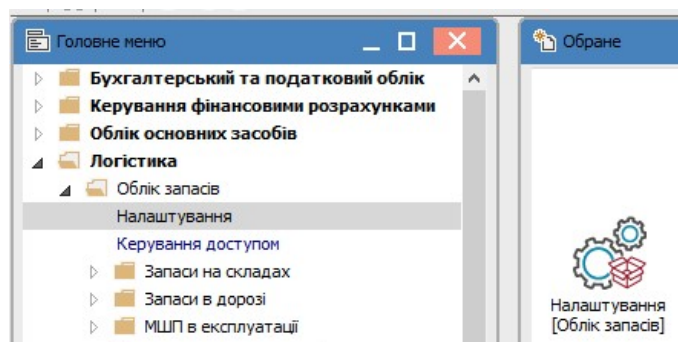 Головне меню
Бухгалтерський та податковий облік
Керування фінансовими розрахунками
Облік основних засобів
Логістика
Облік запасів
Налаштування
Керування доступом
Запаси на складах
Запаси в дорозі
МШП в експлуатації
Обране
Налаштування
[Облік запасів]